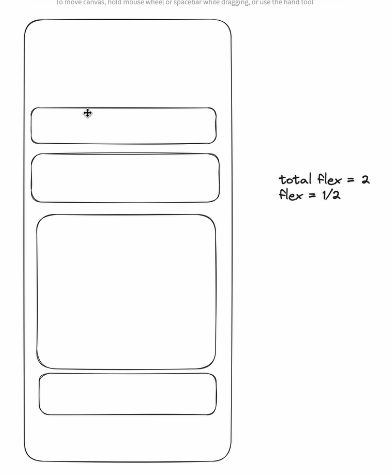 to move canvas, hold mouse wheel or spacebar while dragging, or use the hand tool
total flex = 2
flex = 1/2